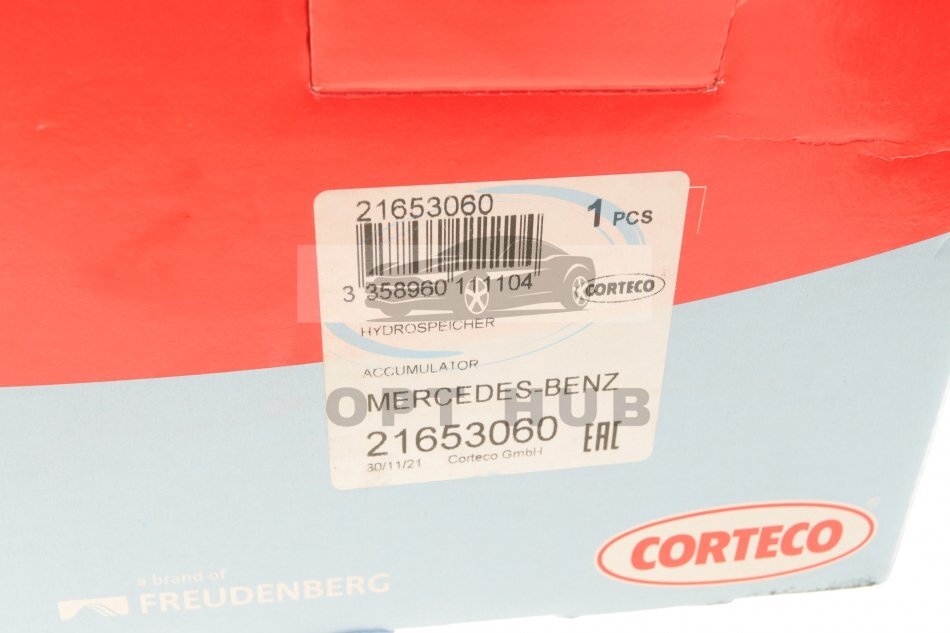 21653060
1 PCS
3 358960 111104
CORTECO
HYDROSPEICHER
ACCUMULATOR
MERCEDES-BENZ
OPT HUB
21653060
EAC
30/11/21 Corteco GmbH
CORTECO ®
a brand of
FREUDENBERG